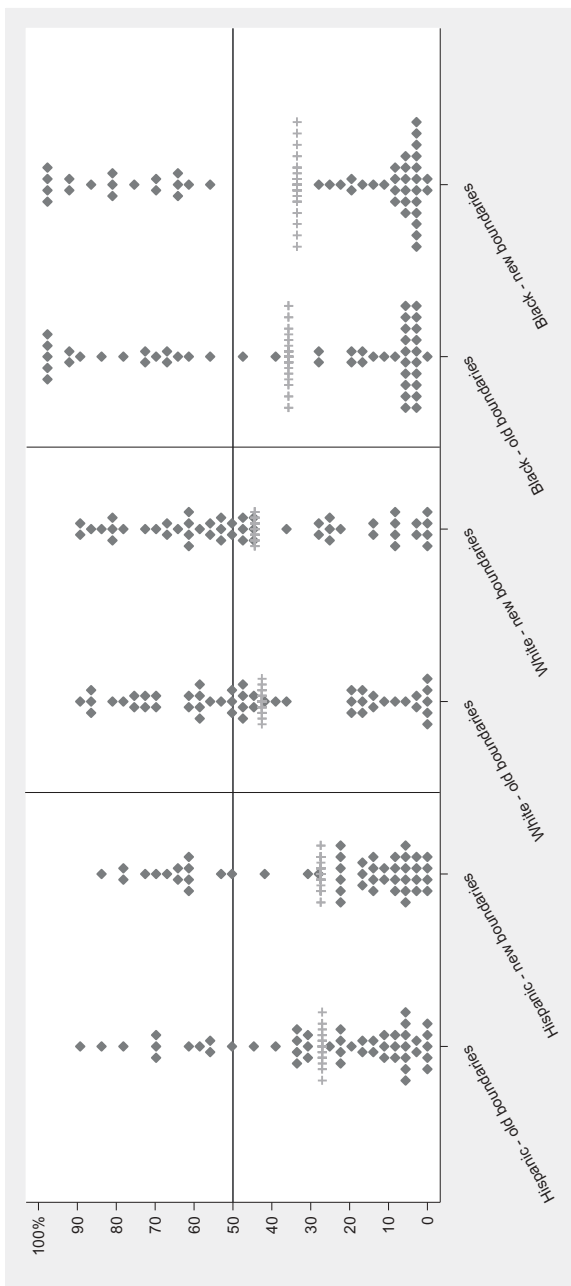 100%
90
80
70
60
50
40
30
20
10
0
Hispanic - old boundaries
Hispanic - new boundaries
White - old boundaries
White - new boundaries
Black - old boundaries
Black - new boundaries